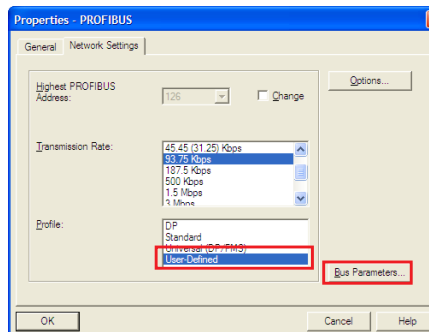 Properties - PROFIBUS
General Network Settings
Highest PROFIBUS
Address:
126
Change
Options...
Transmission Rate:
45.45 (31.25) Kbps
93.75 Kbps
187.5 Kbps
500 Kbps
1.5 Mbps
3 Mbps
Profile:
DP
Standard
Universal (DP/FMS)
User-Defined
Bus Parameters...
OK
Cancel
Help